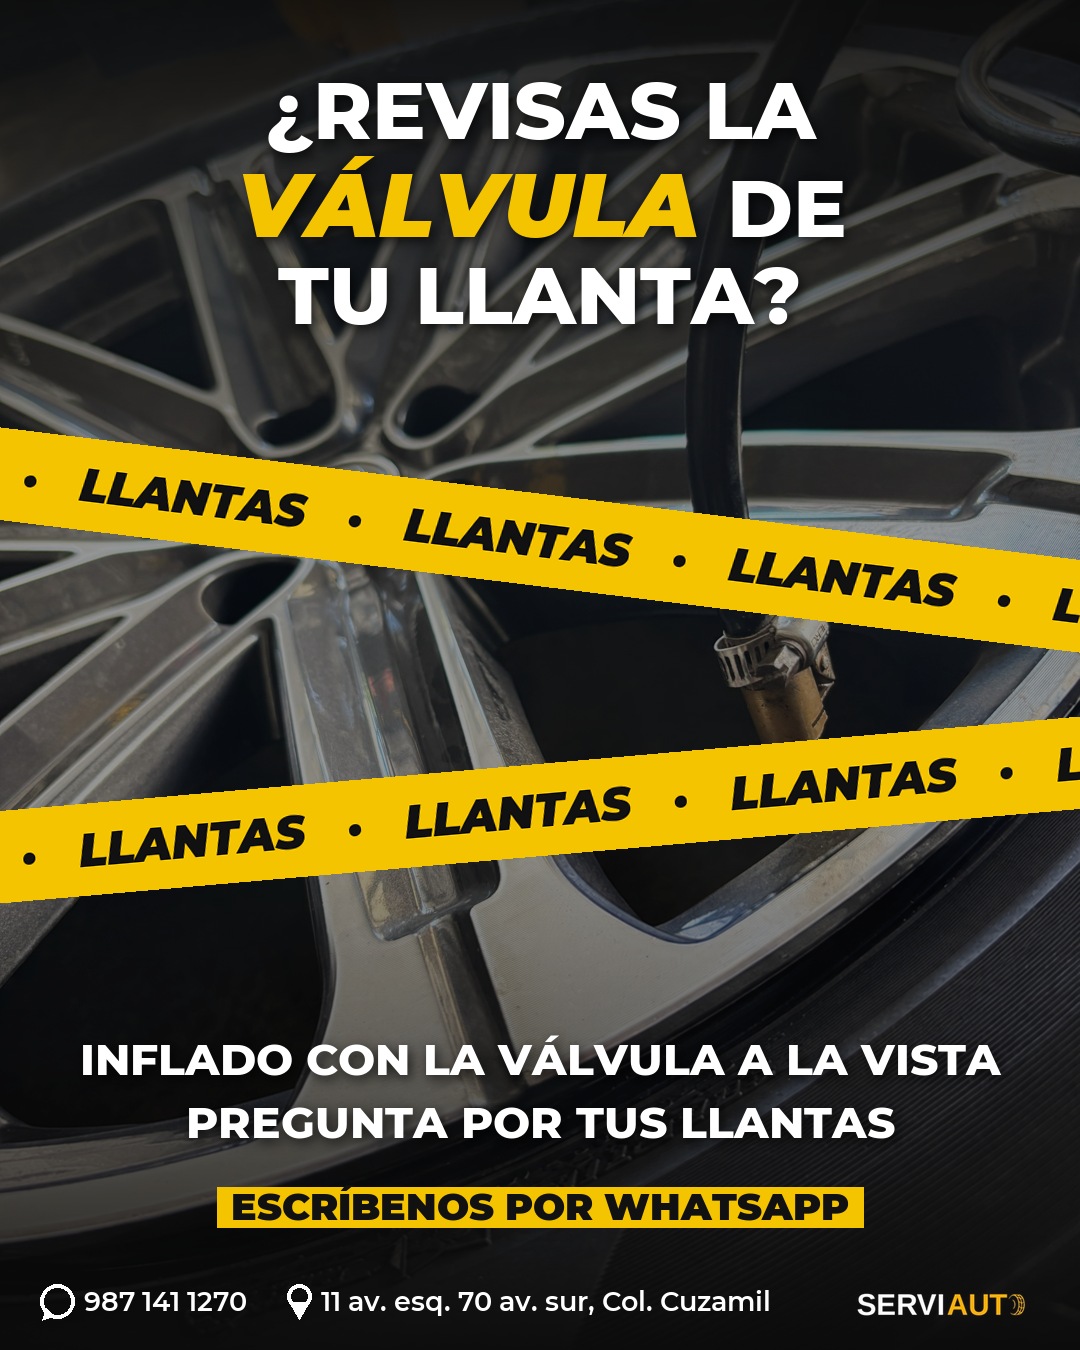 ¿REVISAS LA
VÁLVULA DE
TU LLANTA?
• LLANTAS • LLANTAS • LLANTAS • L
• LLANTAS • LLANTAS • LLANTAS • L
INFLADO CON LA VÁLVULA A LA VISTA
PREGUNTA POR TUS LLANTAS
ESCRÍBENOS POR WHATSAPP
987 141 1270
11 av. esq. 70 av. sur, Col. Cuzamil
SERVIAUTO